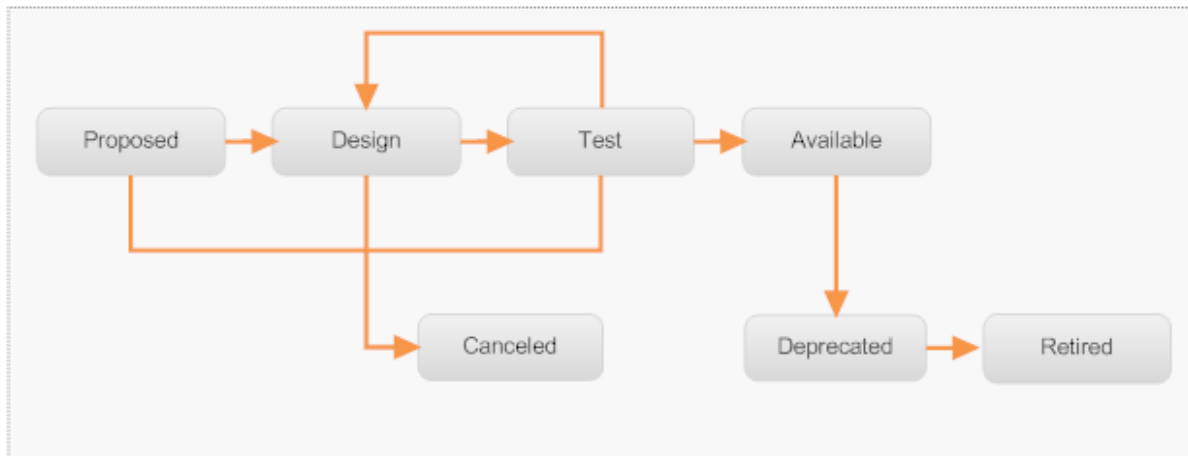 Proposed
Design
Test
Available
Canceled
Deprecated
Retired